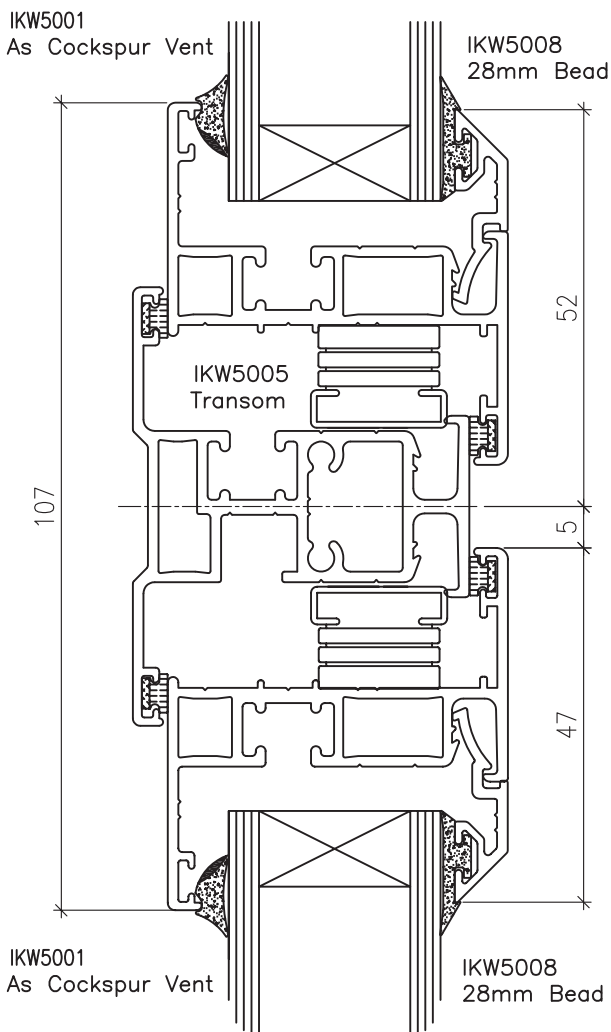 IKW5001
As Cockspur Vent
IKW5008
28mm Bead
52
IKW5005
Transom
107
5
47
IKW5001
As Cockspur Vent
IKW5008
28mm Bead